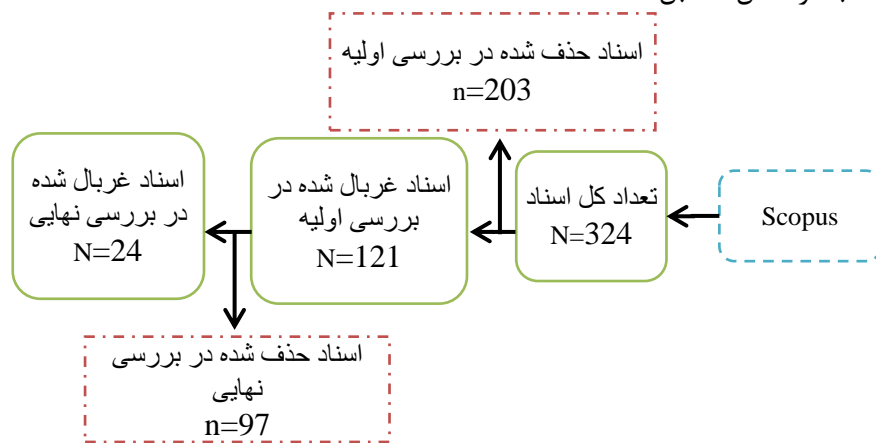 اسناد حذف شده در بررسی اولیه
n=203
Scopus
تعداد کل اسناد
N=324
اسناد غربال شده در
بررسی اولیه
N=121
اسناد غربال شده
در بررسی نهایی
N=24
اسناد حذف شده در بررسی
نهایی
n=97